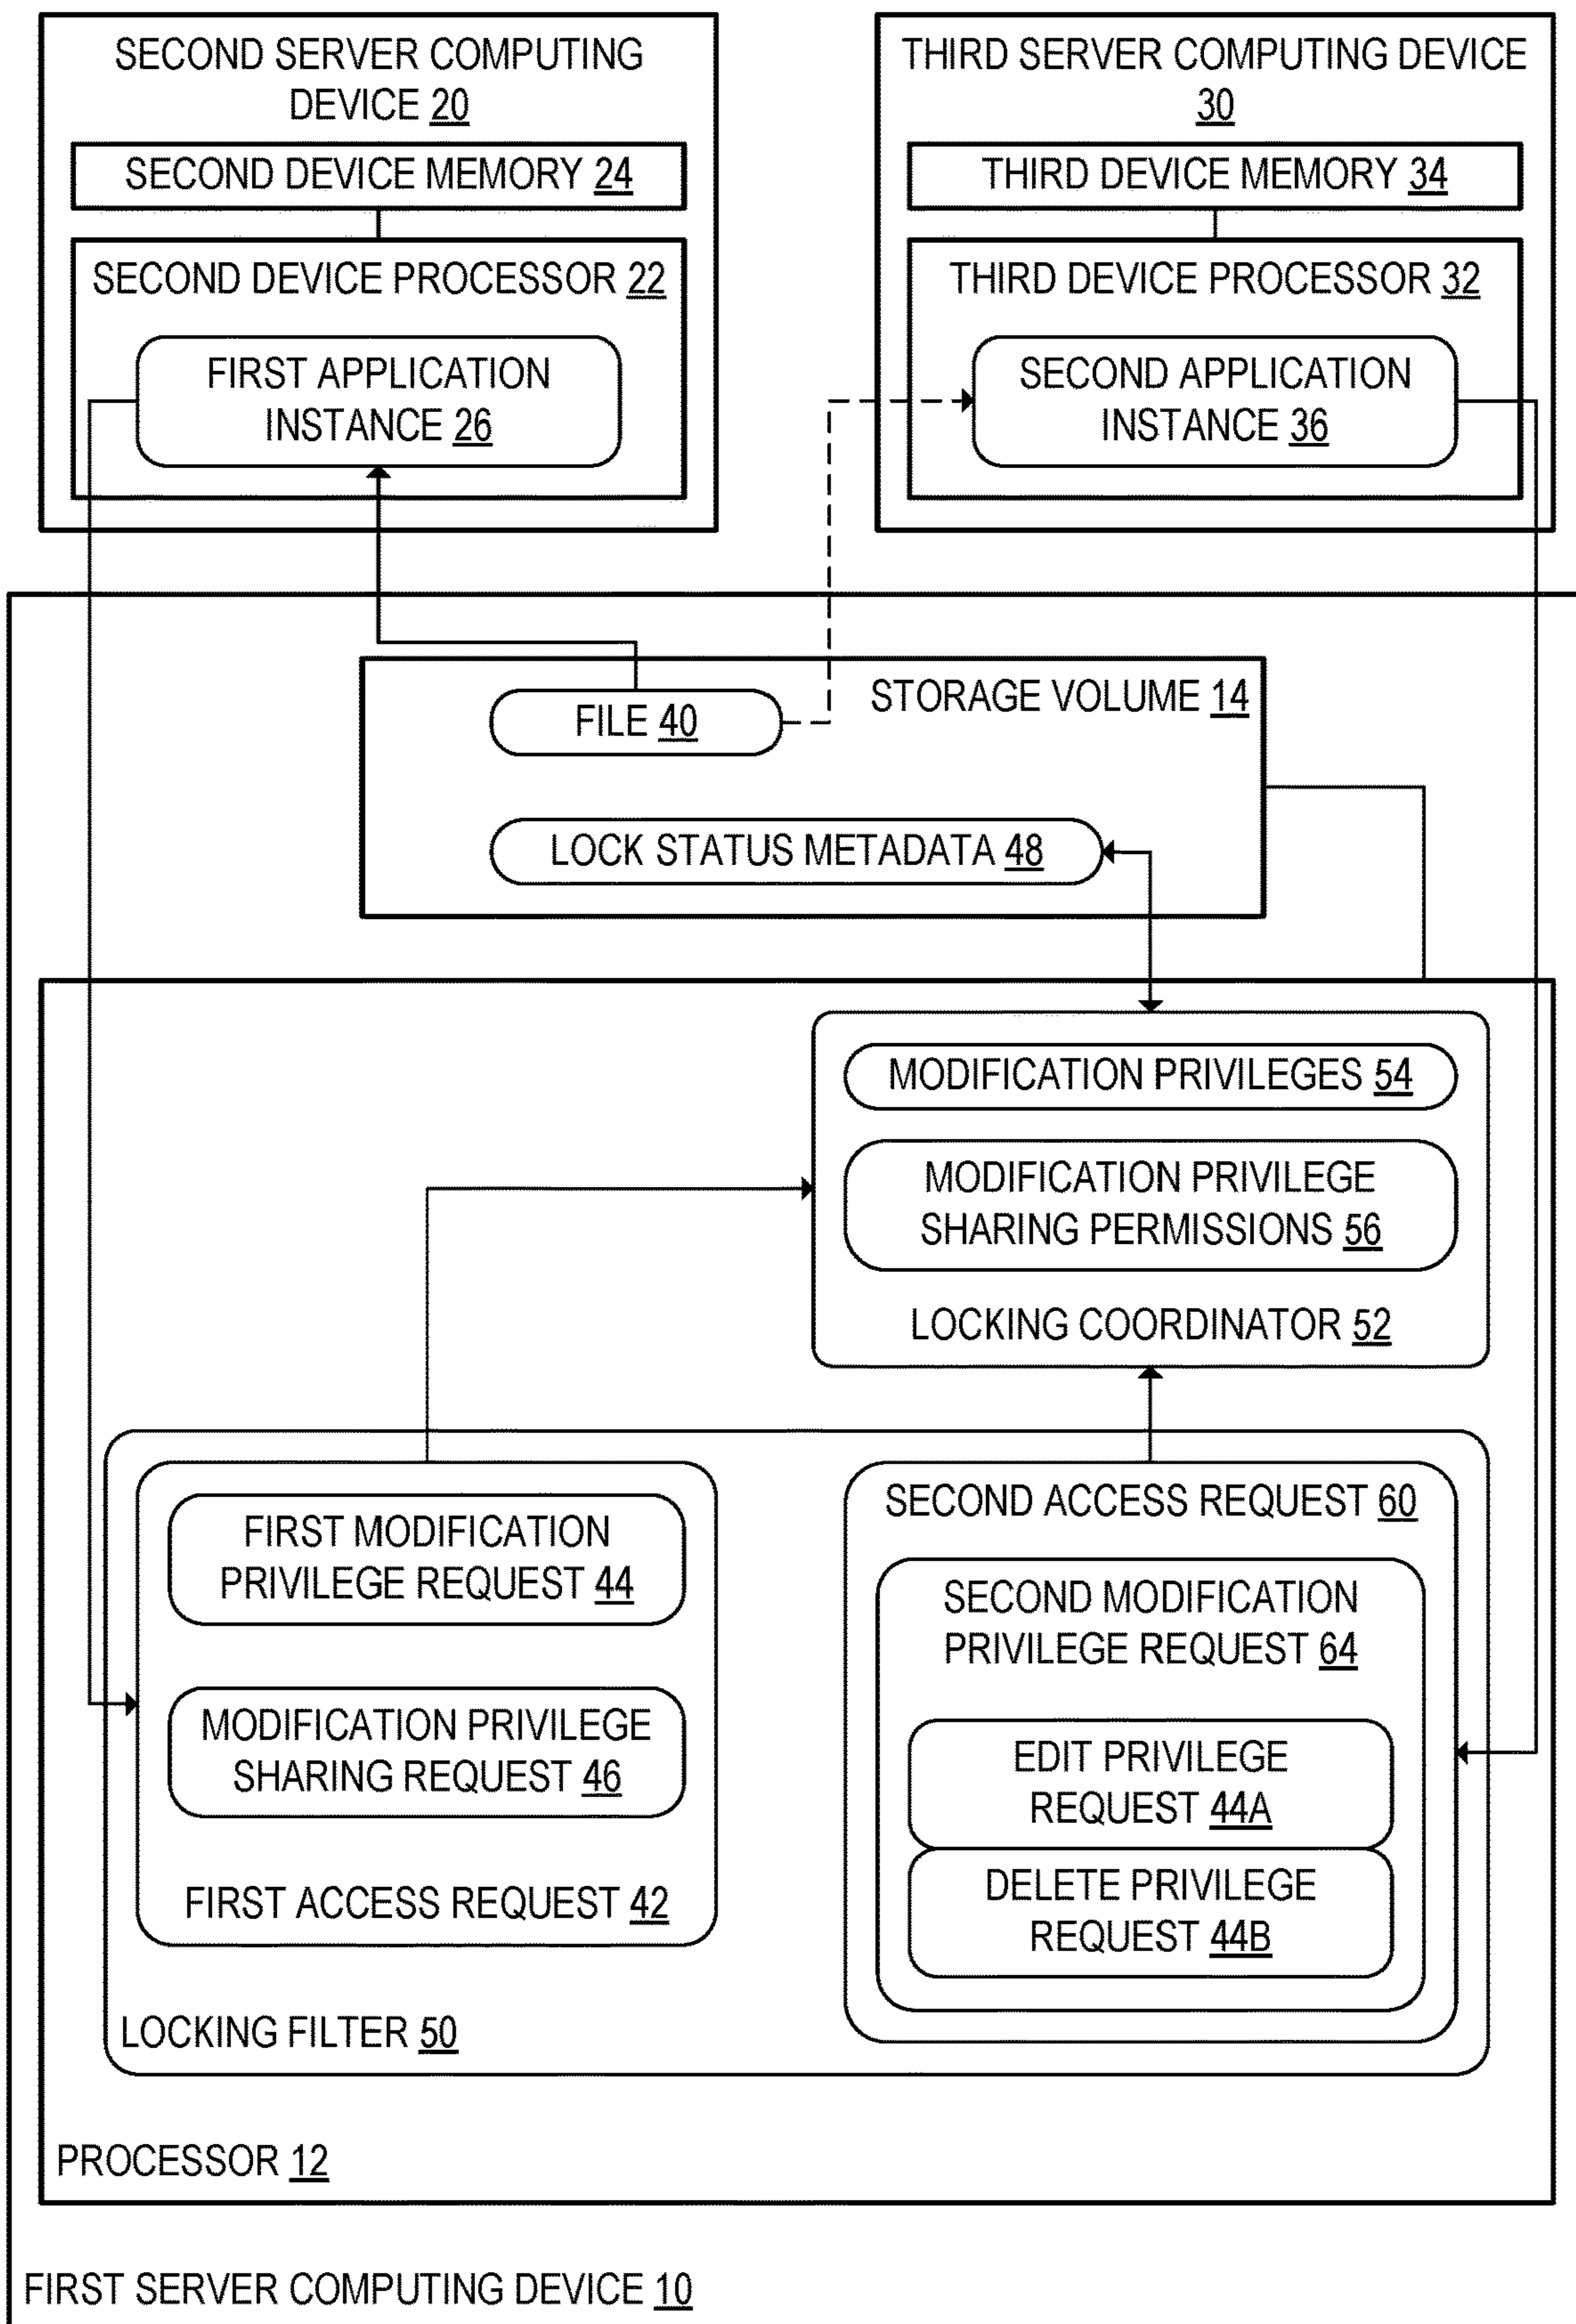 SECOND SERVER COMPUTING
DEVICE 20
SECOND DEVICE MEMORY 24
SECOND DEVICE PROCESSOR 22
FIRST APPLICATION
INSTANCE 26
THIRD SERVER COMPUTING DEVICE
30
THIRD DEVICE MEMORY 34
THIRD DEVICE PROCESSOR 32
SECOND APPLICATION
INSTANCE 36
STORAGE VOLUME 14
FILE 40
LOCK STATUS METADATA 48
MODIFICATION PRIVILEGES 54
MODIFICATION PRIVILEGE
SHARING PERMISSIONS 56
LOCKING COORDINATOR 52
FIRST MODIFICATION
PRIVILEGE REQUEST 44
MODIFICATION PRIVILEGE
SHARING REQUEST 46
FIRST ACCESS REQUEST 42
SECOND ACCESS REQUEST 60
SECOND MODIFICATION
PRIVILEGE REQUEST 64
EDIT PRIVILEGE
REQUEST 44A
DELETE PRIVILEGE
REQUEST 44B
LOCKING FILTER 50
PROCESSOR 12
FIRST SERVER COMPUTING DEVICE 10